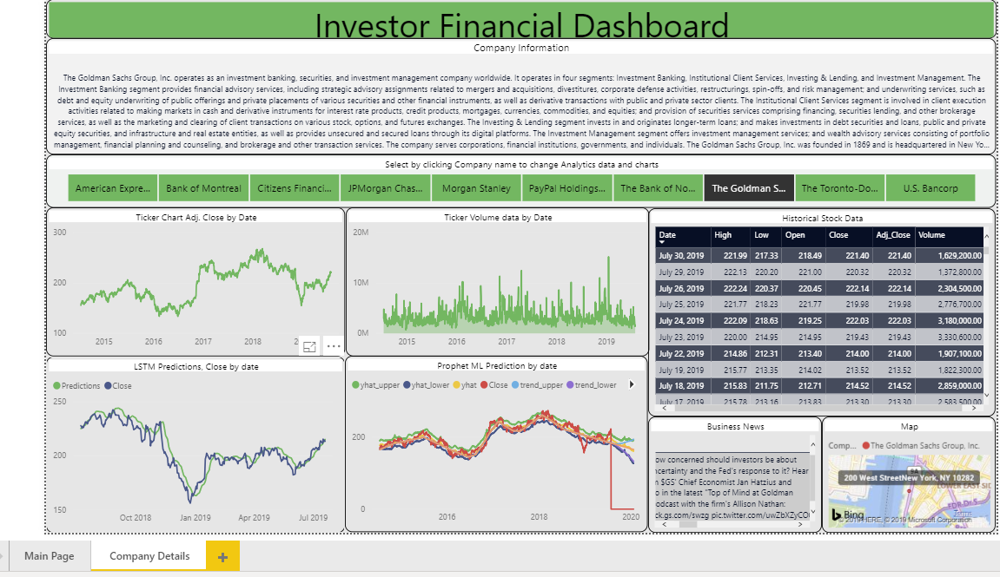 Investor Financial Dashboard
Company Information
The Goldman Sachs Group, Inc. operates as an investment banking, securities, and investment management company worldwide. It operates in four segments: Investment Banking, Institutional Client Services, Investing & Lending, and Investment Management. The
Investment Banking segment provides financial advisory services, including strategic advisory assignments related to mergers and acquisitions, divestitures, corporate defense activities, restructurings, spin-offs, and risk management; and underwriting services, such as
debt and equity underwriting of public offerings and private placements of various securities and other financial instruments, as well as derivative transactions with public and private sector clients. The Institutional Client Services segment is involved in client execution
activities related to making markets in cash and derivative instruments for interest rate products, credit products, mortgages, currencies, commodities, and equities; and provision of securities services comprising financing, securities lending, and other brokerage
services, as well as the marketing and clearing of client transactions on various stock, options, and futures exchanges. The Investing & Lending segment invests in and originates longer-term loans; and makes investments in debt securities and loans, public and private
equity securities, and infrastructure and real estate entities, as well as provides unsecured and secured loans through its digital platforms. The Investment Management segment offers investment management services; and wealth advisory services consisting of portfolio
management, financial planning and counseling, and brokerage and other transaction services. The company serves corporations, financial institutions, governments, and individuals. The Goldman Sachs Group, Inc. was founded in 1869 and is headquartered in New Yo...
Select by clicking Company name to change Analytics data and charts
American Expre... Bank of Montreal Citizens Financi... JPMorgan Chas... Morgan Stanley PayPal Holdings... The Bank of No... The Goldman S... The Toronto-Do... U.S. Bancorp
Ticker Chart Adj. Close by Date
300
200
100
2015 2016 2017 2018 2
Ticker Volume data by Date
20M
10M
0M
2015 2016 2017 2018 2019
Historical Stock Data
Date High Low Open Close Adj_Close Volume
July 30, 2019 221.99 217.33 218.49 221.40 221.40 1,629,200.00
July 29, 2019 222.13 220.20 221.00 220.32 220.32 1,372,800.00
July 26, 2019 222.24 220.37 220.45 222.14 222.14 2,304,500.00
July 25, 2019 221.77 218.23 221.77 219.98 219.98 2,776,700.00
July 24, 2019 222.09 218.63 219.25 222.03 222.03 3,180,000.00
July 23, 2019 220.00 214.95 214.95 219.43 219.43 3,330,600.00
July 22, 2019 214.86 212.31 213.40 214.00 214.00 1,907,100.00
July 19, 2019 215.77 213.35 214.02 213.52 213.52 1,822,300.00
July 18, 2019 215.83 211.75 212.71 214.52 214.52 2,859,000.00
July 17, 2019 215.78 213.16 213.83 213.30 213.30 2,583,500.00
LSTM Predictions, Close by date
Predictions Close
250
200
150
Oct 2018 Jan 2019 Apr 2019 Jul 2019
Prophet ML Prediction by date
yhat_upper yhat_lower yhat Close trend_upper trend_lower
200
0
2016 2018 2020
Business News
ow concerned should investors be about
ncertainty and the Fed's response to it? Hear
n $GS' Chief Economist Jan Hatzius and
o in the latest "Top of Mind at Goldman
odcast with the firm's Allison Nathan:
ck.gs.com/swzg pic.twitter.com/uwZbXZyCO
Map
Comp... The Goldman Sachs Group, Inc.
9A
200 West StreetNew York, NY 10282
LOWER EAST SID
FDR Dr S
Bing
Terms
© 2019 HERE, © 2019 Microsoft Corporation
Main Page Company Details +